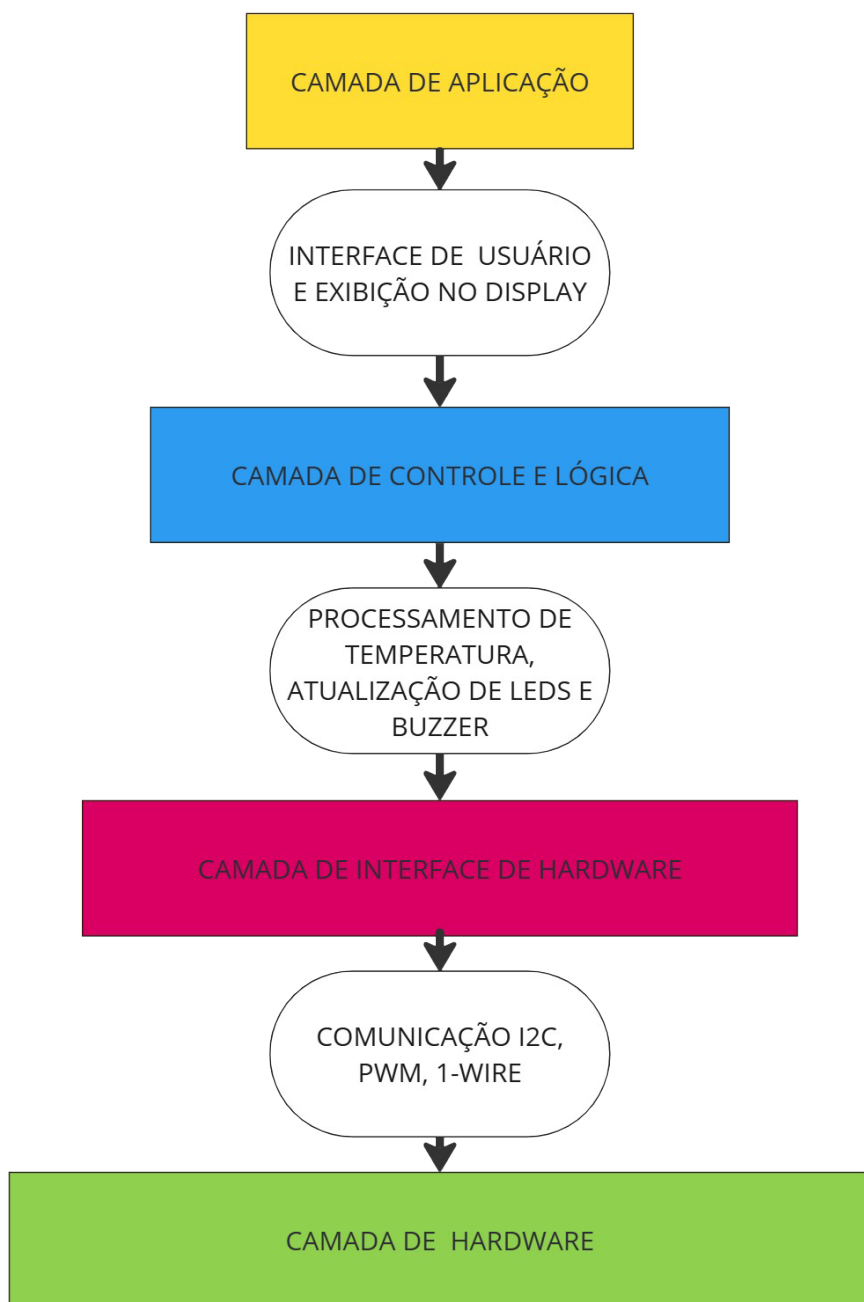 CAMADA DE APLICAÇÃO
INTERFACE DE  USUÁRIO
E EXIBIÇÃO NO DISPLAY
CAMADA DE CONTROLE E LÓGICA
PROCESSAMENTO DE
TEMPERATURA,
ATUALIZAÇÃO DE LEDS E
BUZZER
CAMADA DE INTERFACE DE HARDWARE
COMUNICAÇÃO I2C,
PWM, 1-WIRE
CAMADA DE  HARDWARE